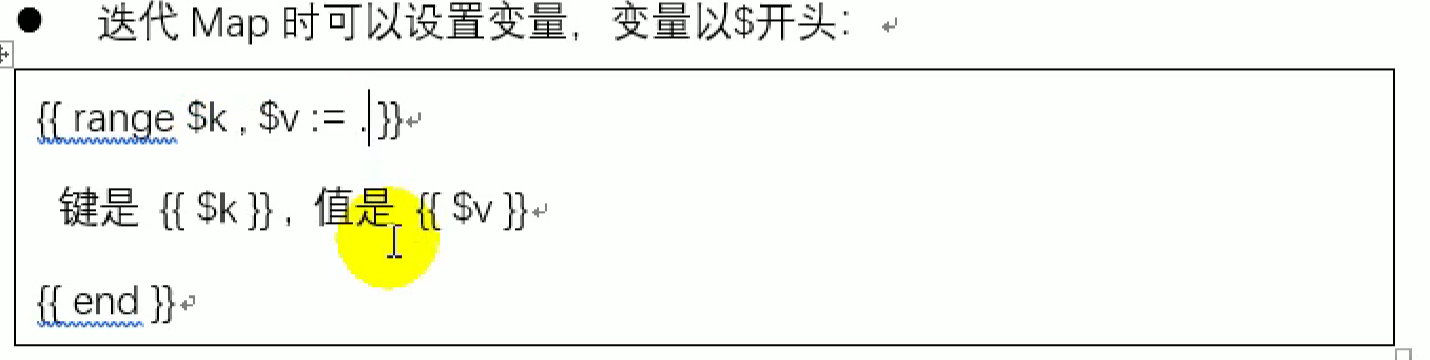 ● 迭代 Map 时可以设置变量，变量以$开头：
{{ range $k , $v := . }}
键是 {{ $k }} , 值是 {{ $v }}
{{ end }}